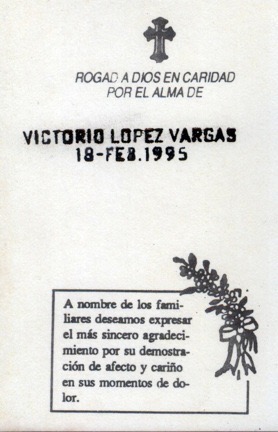 ROGAD A DIOS EN CARIDAD
POR EL ALMA DE
VICTORIO LOPEZ VARGAS
18-FEB.1995
A nombre de los fami-
liares deseamos expresar
el más sincero agradeci-
miento por su demostra-
ción de afecto y cariño
en sus momentos de do-
lor.